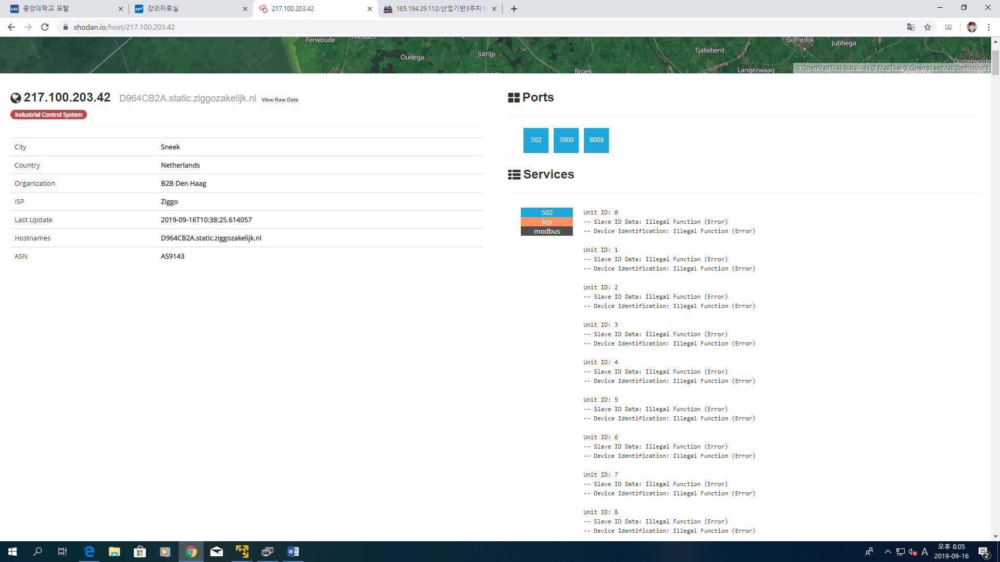 중앙대학교 포탈
강의자료실
217.100.203.42
165.194.29.112/산업기반3주차.t
shodan.io/host/217.100.203.42
Ferwoude
Oudega
Jutrijp
Broek
Tjalleberd
Rijksweg
Rijksweg
Gorredijk
Jubbega
Langezwaag
Oosterwolde
© OpenMapTiles Satellite | © MapTiler © OpenStreetMap contributors
217.100.203.42 D964CB2A.static.ziggozakelijk.nl View Raw Data
Industrial Control System
City Sneek
Country Netherlands
Organization B2B Den Haag
ISP Ziggo
Last Update 2019-09-16T10:38:25.614057
Hostnames D964CB2A.static.ziggozakelijk.nl
ASN AS9143
Ports
502 5900 8008
Services
502
tcp
modbus
Unit ID: 0
-- Slave ID Data: Illegal Function (Error)
-- Device Identification: Illegal Function (Error)
Unit ID: 1
-- Slave ID Data: Illegal Function (Error)
-- Device Identification: Illegal Function (Error)
Unit ID: 2
-- Slave ID Data: Illegal Function (Error)
-- Device Identification: Illegal Function (Error)
Unit ID: 3
-- Slave ID Data: Illegal Function (Error)
-- Device Identification: Illegal Function (Error)
Unit ID: 4
-- Slave ID Data: Illegal Function (Error)
-- Device Identification: Illegal Function (Error)
Unit ID: 5
-- Slave ID Data: Illegal Function (Error)
-- Device Identification: Illegal Function (Error)
Unit ID: 6
-- Slave ID Data: Illegal Function (Error)
-- Device Identification: Illegal Function (Error)
Unit ID: 7
-- Slave ID Data: Illegal Function (Error)
-- Device Identification: Illegal Function (Error)
Unit ID: 8
-- Slave ID Data: Illegal Function (Error)
-- Device Identification: Illegal Function (Error)
A
오후 8:05
2019-09-16
2